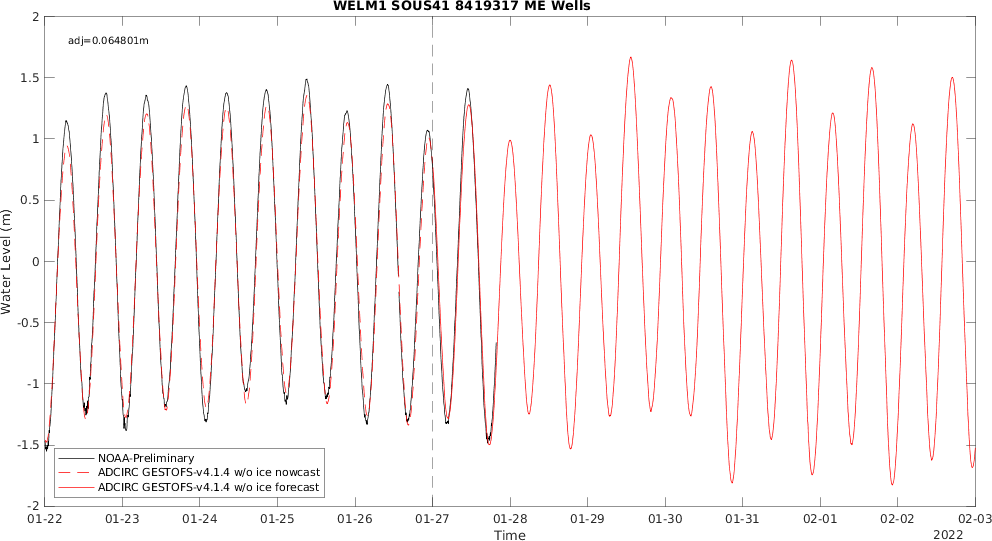 WELM1 SOUS41 8419317 ME Wells
adj=0.064801m
2
1.5
1
0.5
0
-0.5
-1
-1.5
-2
Water Level (m)
NOAA-Preliminary
ADCIRC GESTOFS-v4.1.4 w/o ice nowcast
ADCIRC GESTOFS-v4.1.4 w/o ice forecast
01-22 01-23 01-24 01-25 01-26 01-27 01-28 01-29 01-30 01-31 02-01 02-02 02-03
Time
2022